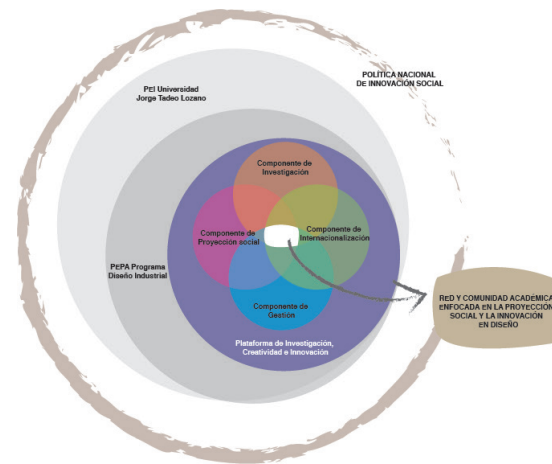 POLÍTICA NACIONAL
DE INNOVACIÓN SOCIAL
PEI Universidad
Jorge Tadeo Lozano
Componente de
Investigación
Componente de
Proyección social
Componente de
Internacionalización
PEPA Programa
Diseño Industrial
Componente de
Gestión
Plataforma de Investigación,
Creatividad e Innovación
RED Y COMUNIDAD ACADÉMICA
ENFOCADA EN LA PROYECCIÓN
SOCIAL Y LA INNOVACIÓN
EN DISEÑO